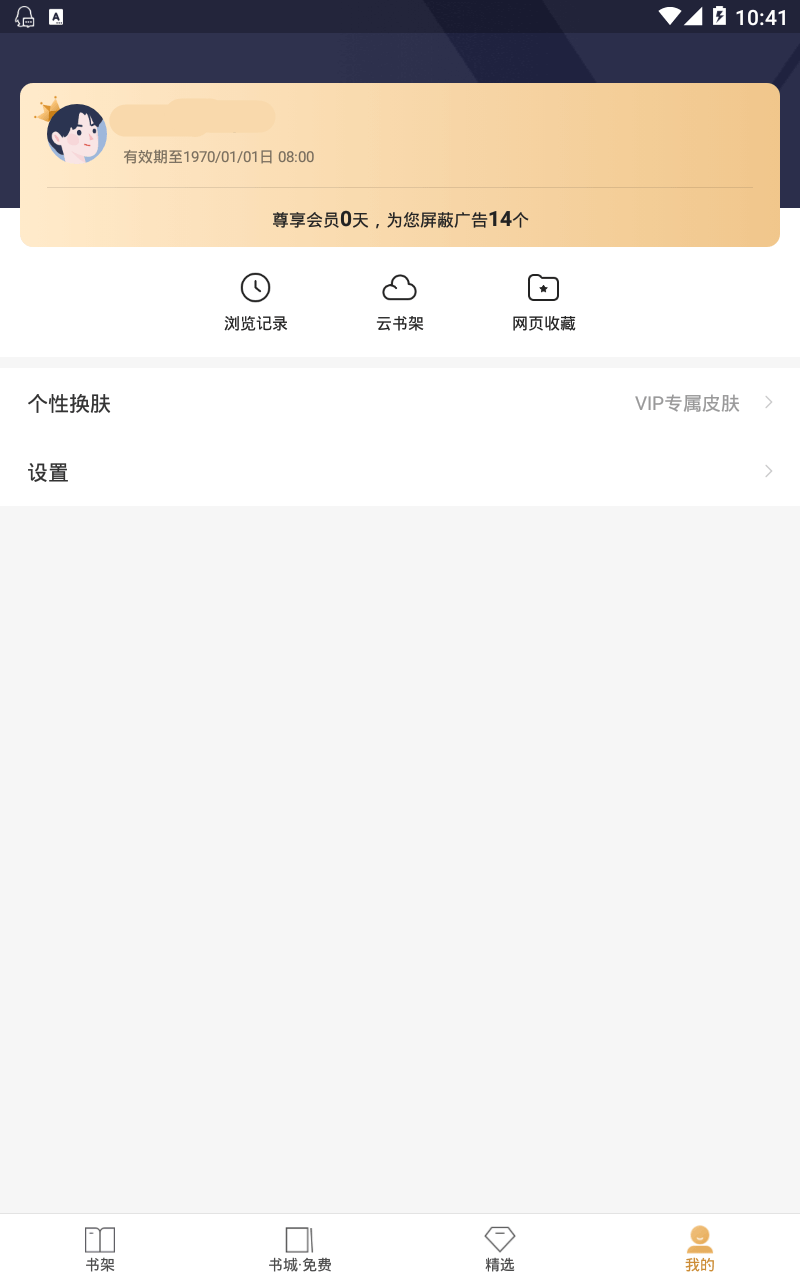 10:41
有效期至1970/01/01日 08:00
尊享会员0天，为您屏蔽广告14个
浏览记录 云书架 网页收藏
个性换肤 VIP专属皮肤
设置
书架 书城·免费 精选 我的